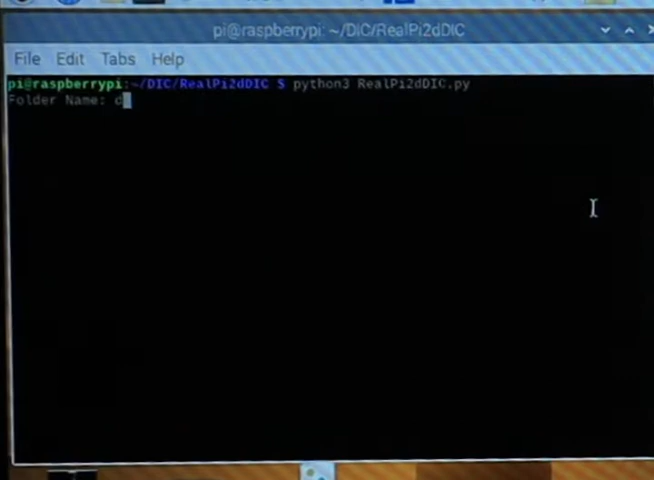 pi@raspberrypi: ~/DIC/RealPi2dDIC
File Edit Tabs Help
pi@raspberrypi:~/DIC/RealPi2dDIC $ python3 RealPi2dDIC.py
Folder Name: d